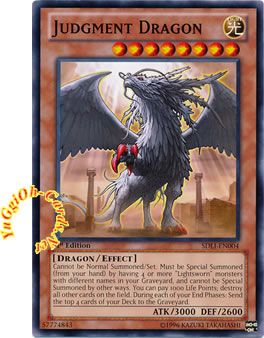 JUDGMENT DRAGON
LIGHT
光
YuGgiOh-Cards.Net
1st Edition
SDLI-EN004
[DRAGON / EFFECT]
Cannot be Normal Summoned/Set. Must be Special Summoned
(from your hand) by having 4 or more "Lightsworn" monsters
with different names in your Graveyard, and cannot be Special
Summoned by other ways. You can pay 1000 Life Points; destroy
all other cards on the field. During each of your End Phases: Send
the top 4 cards of your Deck to the Graveyard.
ATK/3000 DEF/2600
57774843
©1996 KAZUKI TAKAHASHI